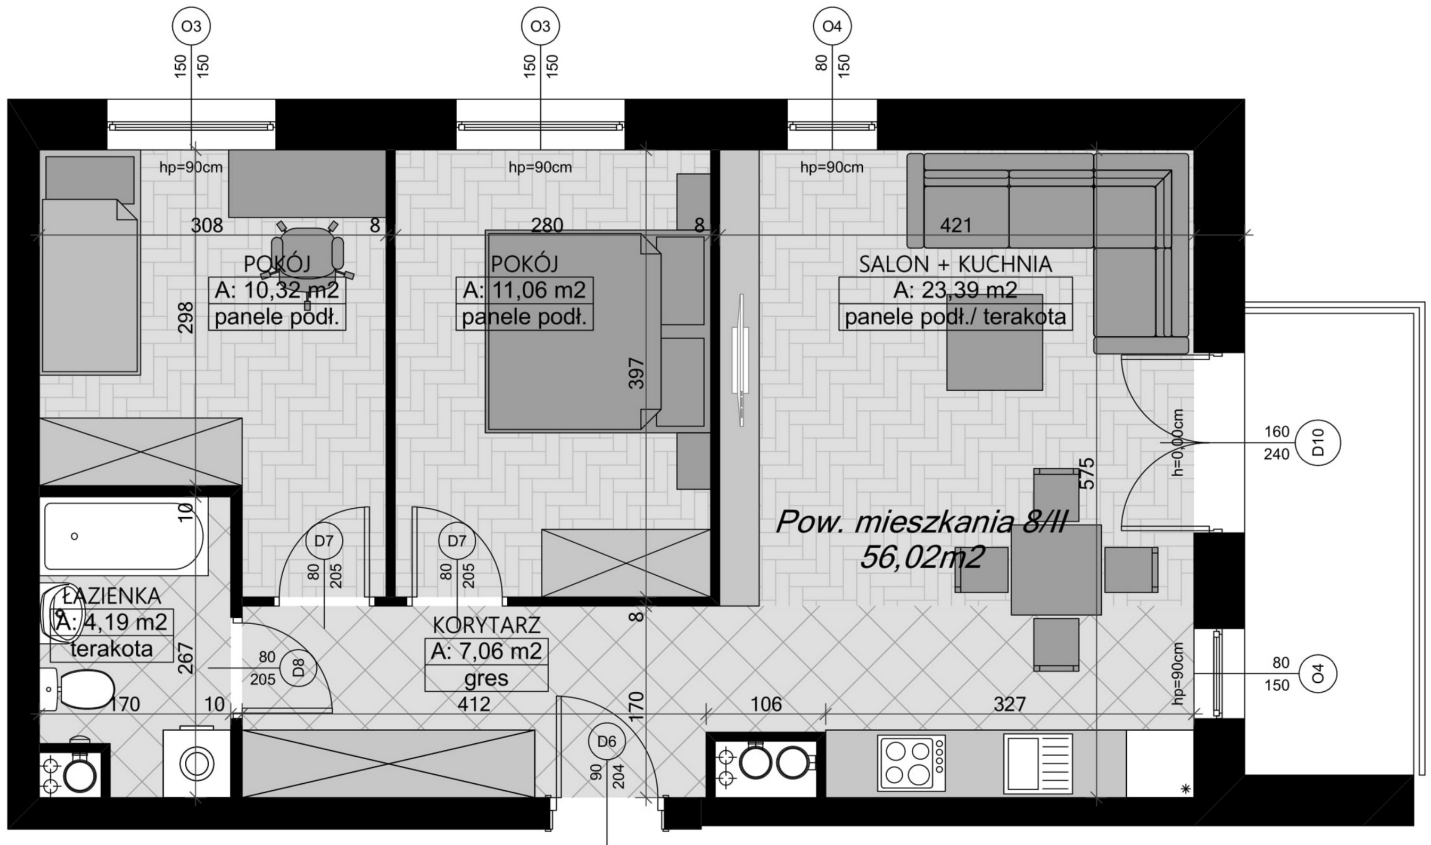 O3
O3
O4
150
150
150
150
80
150
hp=90cm
hp=90cm
hp=90cm
308
8
280
8
421
POKÓJ
A: 10,32 m2
panele podł.
POKÓJ
A: 11,06 m2
panele podł.
SALON + KUCHNIA
A: 23,39 m2
panele podł./ terakota
298
397
575
h=0,00cm
160
240
D10
Pow. mieszkania 8/II
56,02m2
10
D7
80
205
D7
80
205
ŁAZIENKA
A: 4,19 m2
terakota
267
KORYTARZ
A: 7,06 m2
gres
8
80
205
D8
hp=90cm
80
150
O4
170
10
412
170
106
327
D6
90
204